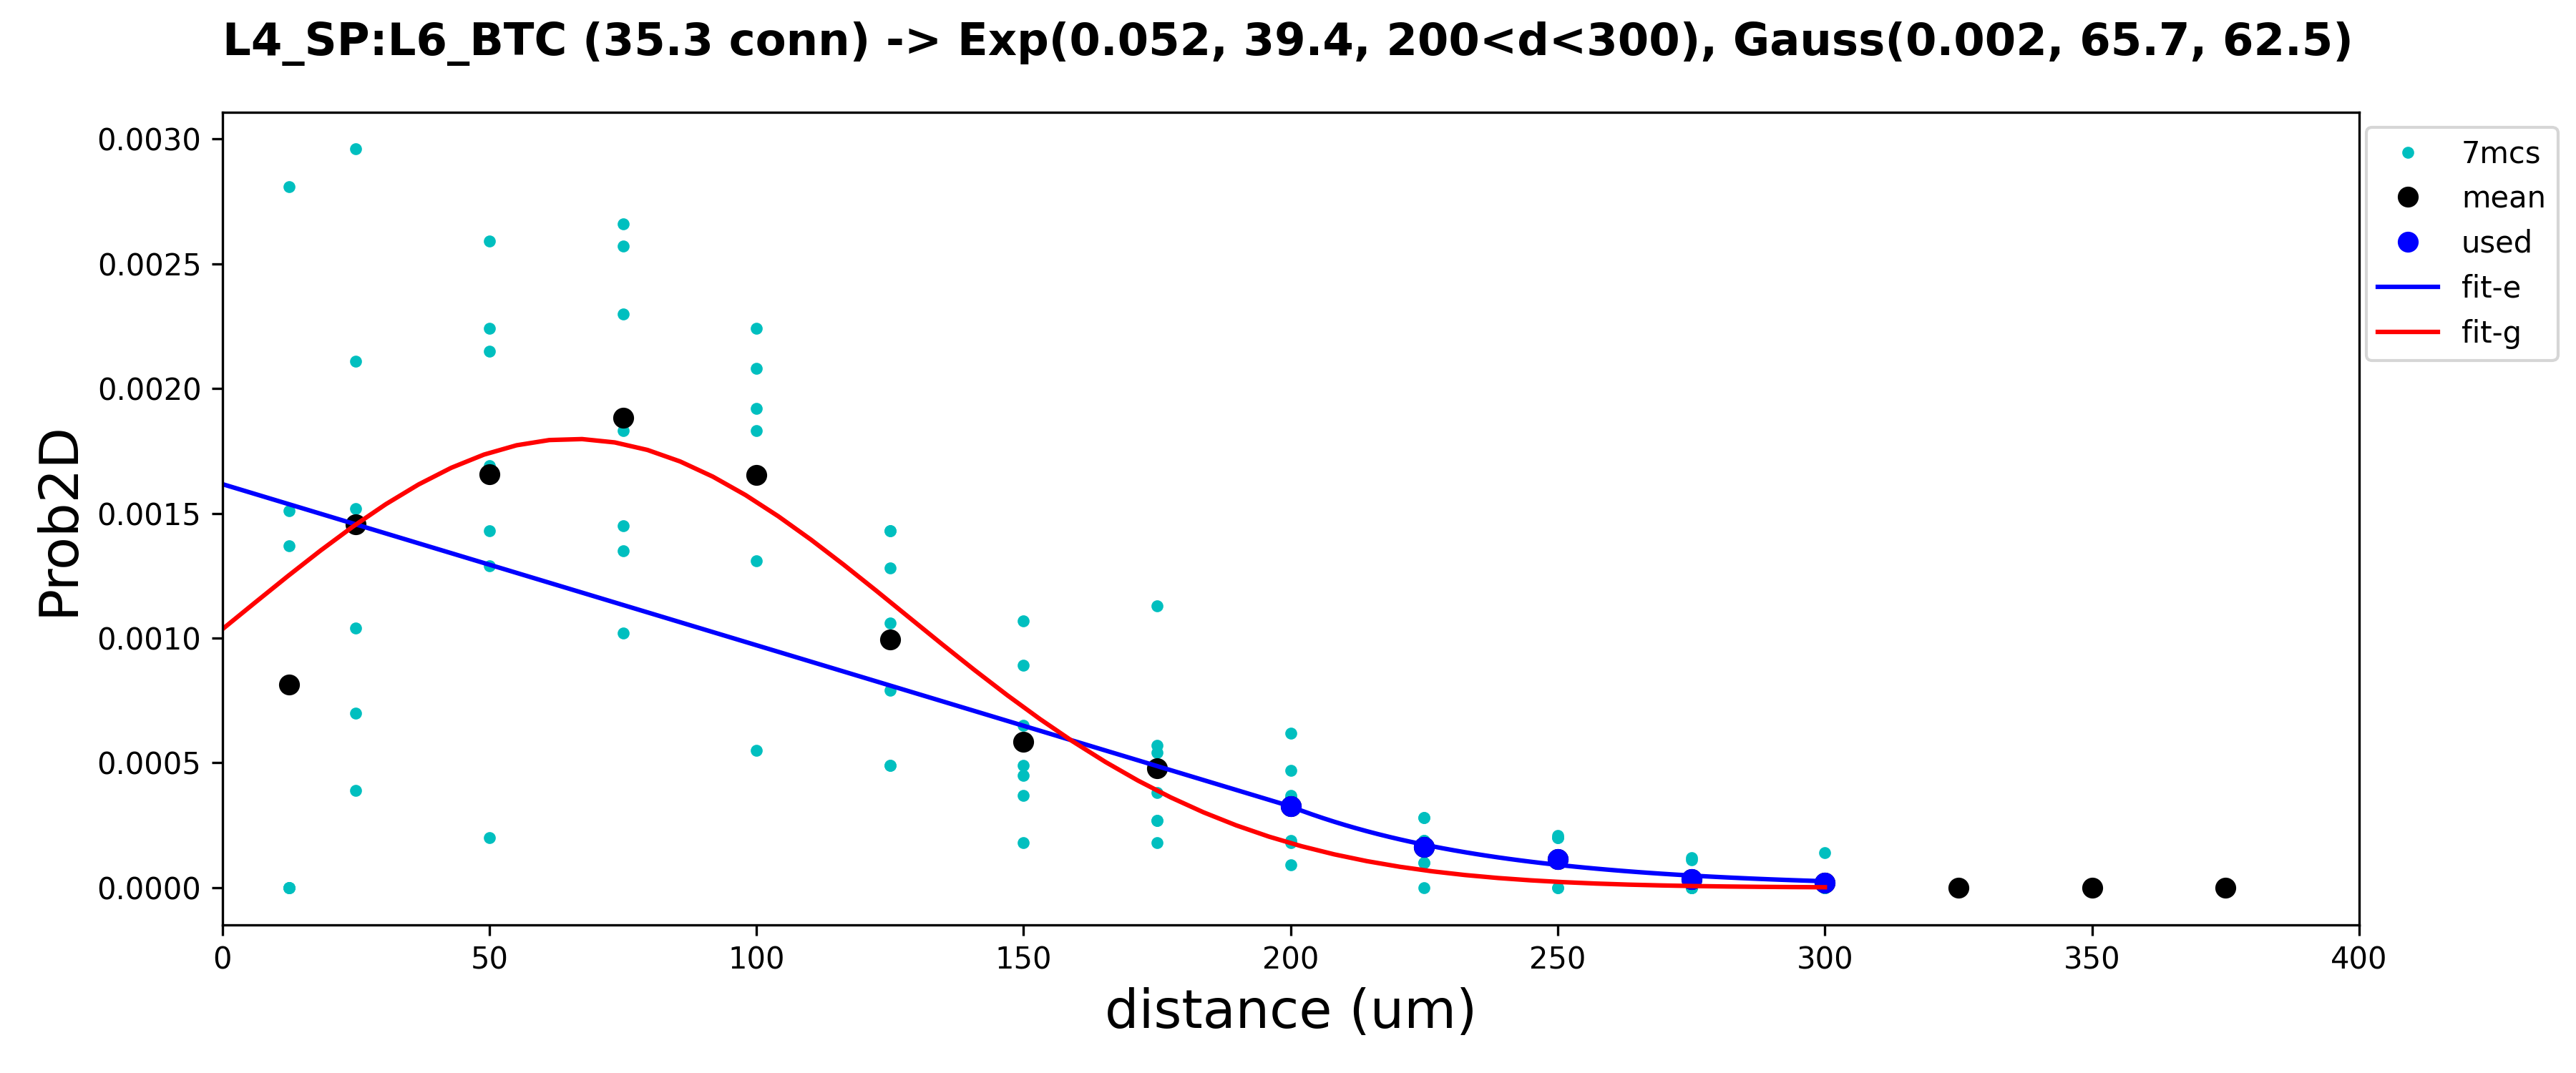 L4_SP:L6_BTC (35.3 conn) -> Exp(0.052, 39.4, 200<d<300), Gauss(0.002, 65.7, 62.5)
0.0030
0.0025
0.0020
0.0015
0.0010
0.0005
0.0000
Prob2D
0 50 100 150 200 250 300 350 400
distance (um)
7mcs
mean
used
fit-e
fit-g